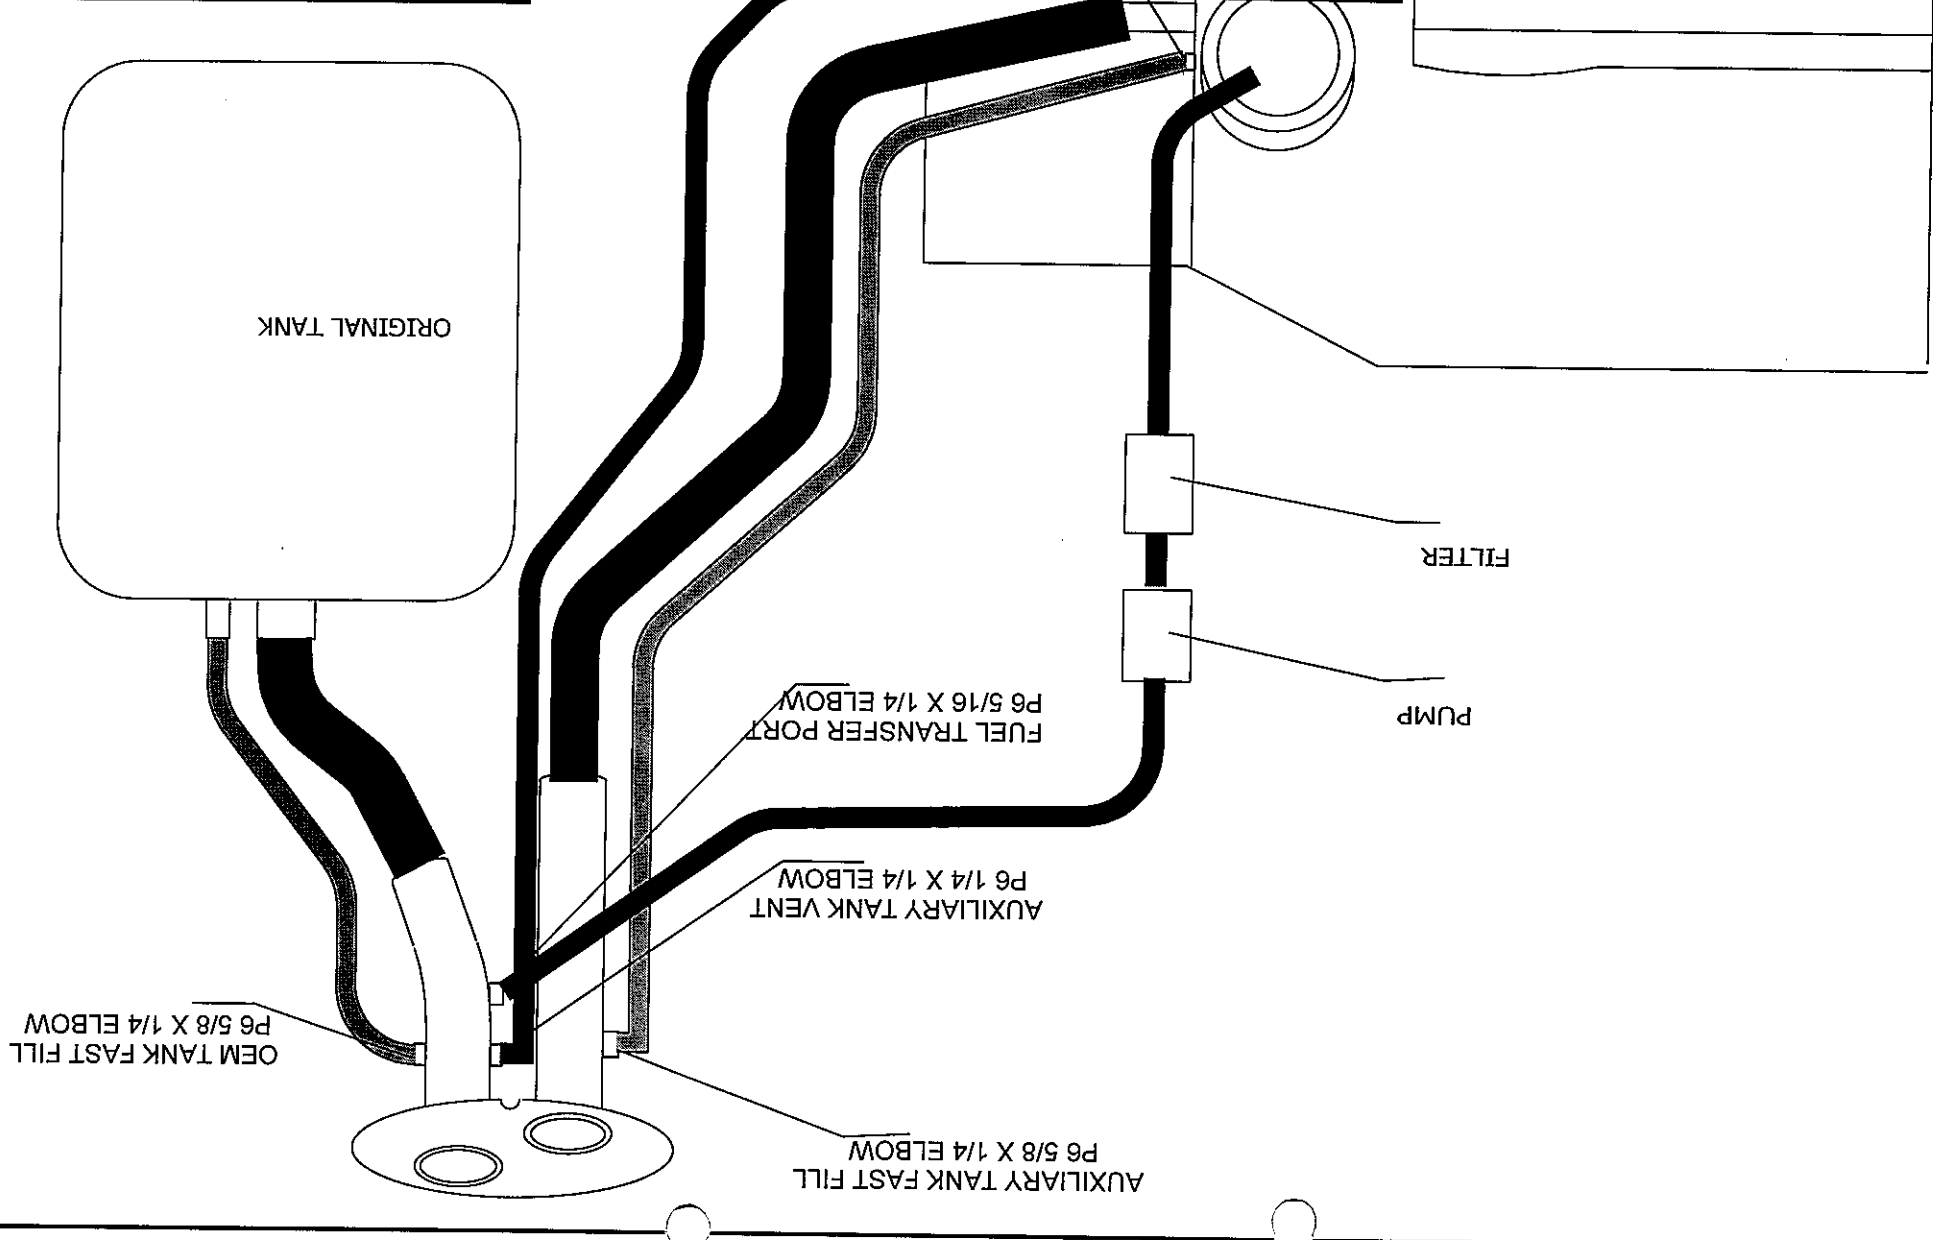 AUXILIARY TANK FAST FILL
P6 5/8 X 1/4 ELBOW
OEM TANK FAST FILL
P6 5/8 X 1/4 ELBOW
AUXILIARY TANK VENT
P6 1/4 X 1/4 ELBOW
FUEL TRANSFER PORT
P6 5/16 X 1/4 ELBOW
PUMP
FILTER
ORIGINAL TANK